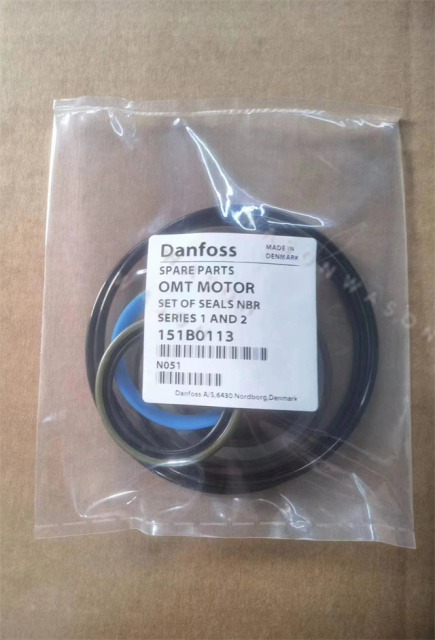 Danfoss
MADE IN
DENMARK
SPARE PARTS
OMT MOTOR
SET OF SEALS NBR
SERIES 1 AND 2
151B0113
N051
Danfoss A/S,6430 Nordborg,Denmark